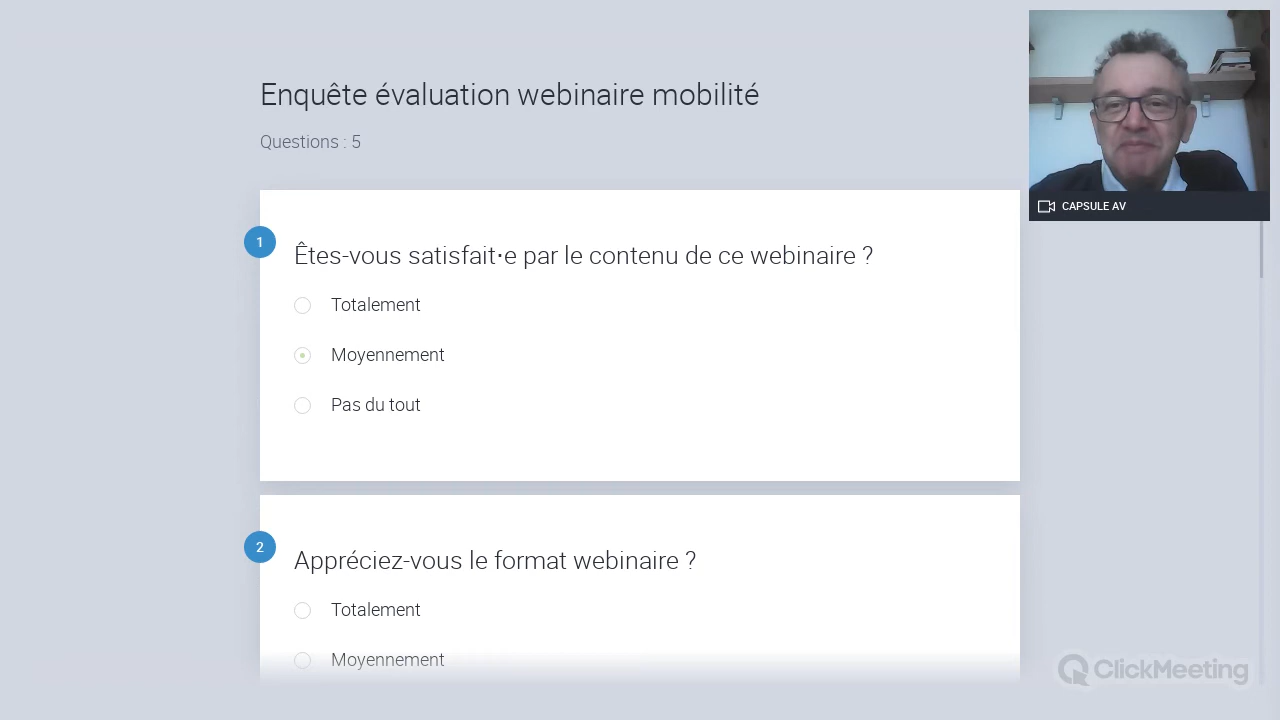 Enquête évaluation webinaire mobilité
Questions : 5
CAPSULE AV
1
Êtes-vous satisfait·e par le contenu de ce webinaire ?
Totalement
Moyennement
Pas du tout
2
Appréciez-vous le format webinaire ?
Totalement
Moyennement
ClickMeeting